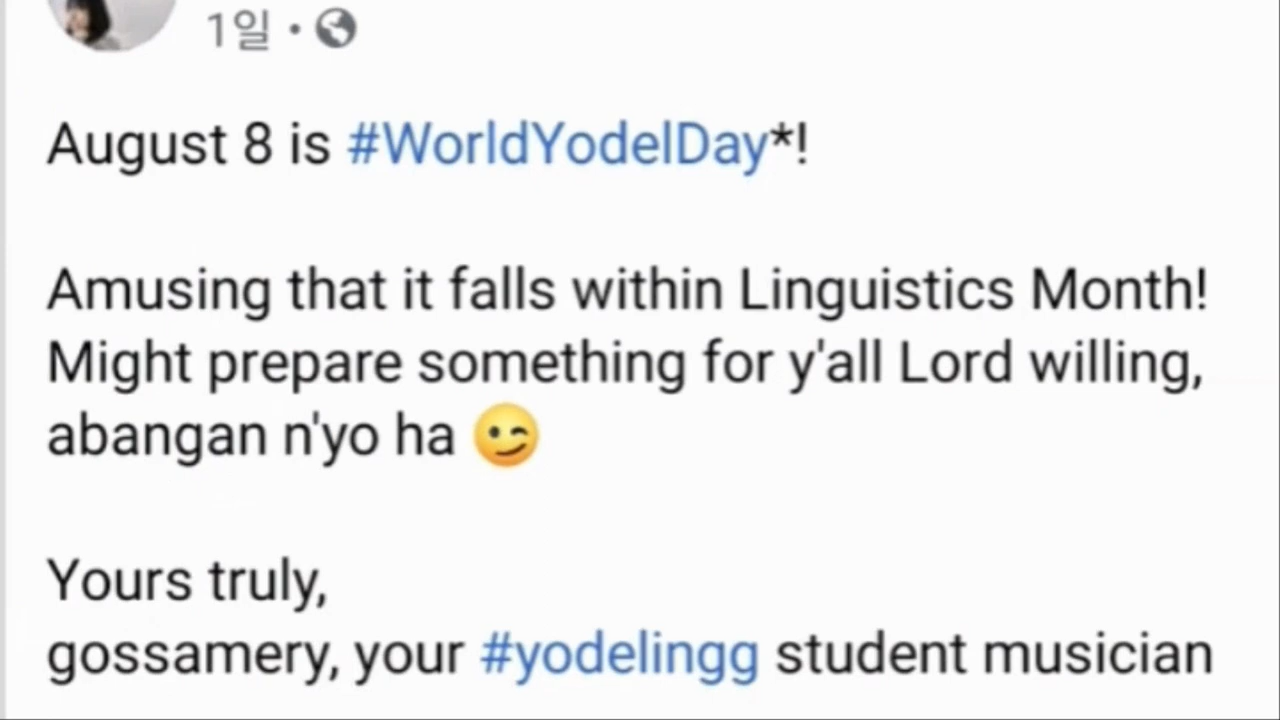 1일 •
August 8 is #WorldYodelDay*!
Amusing that it falls within Linguistics Month!
Might prepare something for y'all Lord willing,
abangan n'yo ha 😉
Yours truly,
gossamery, your #yodelingg student musician